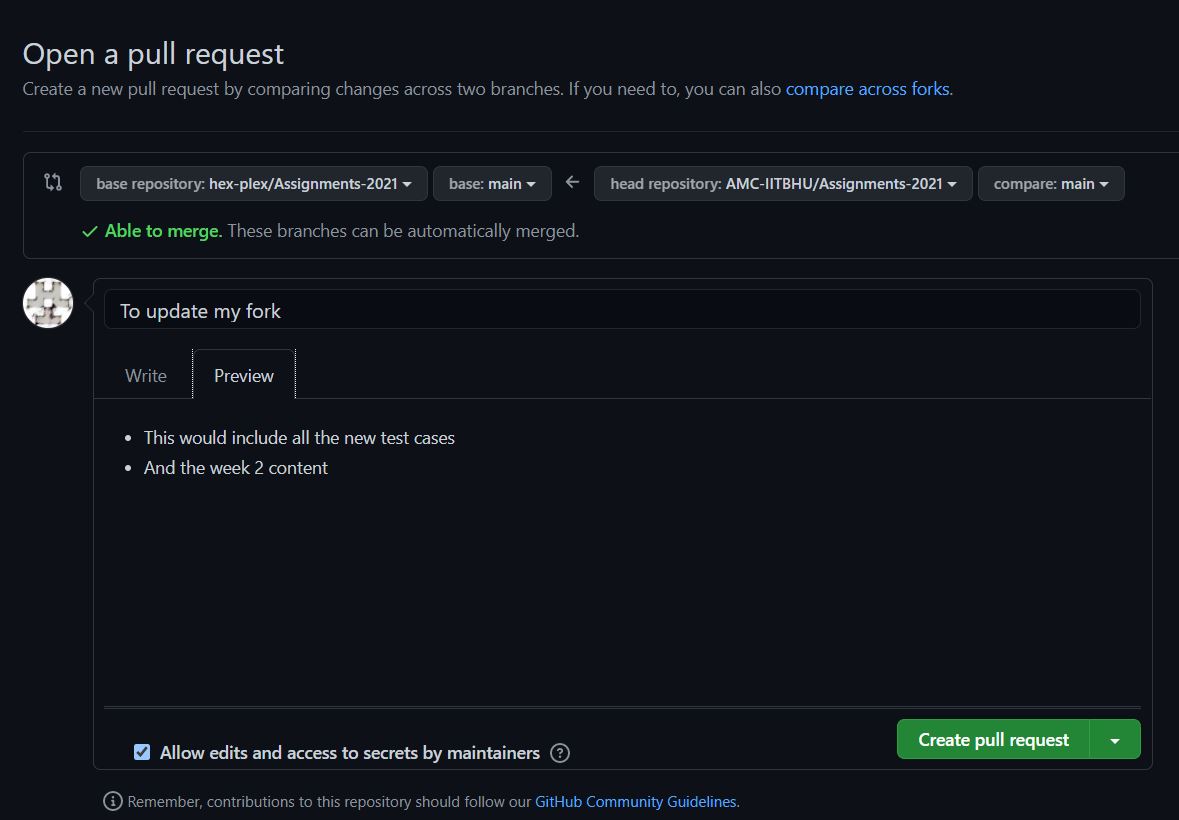 Open a pull request
Create a new pull request by comparing changes across two branches. If you need to, you can also compare across forks.
base repository: hex-plex/Assignments-2021 base: main ← head repository: AMC-IITBHU/Assignments-2021 compare: main
Able to merge. These branches can be automatically merged.
To update my fork
Write Preview
• This would include all the new test cases
• And the week 2 content
Allow edits and access to secrets by maintainers ?
Create pull request
Remember, contributions to this repository should follow our GitHub Community Guidelines.